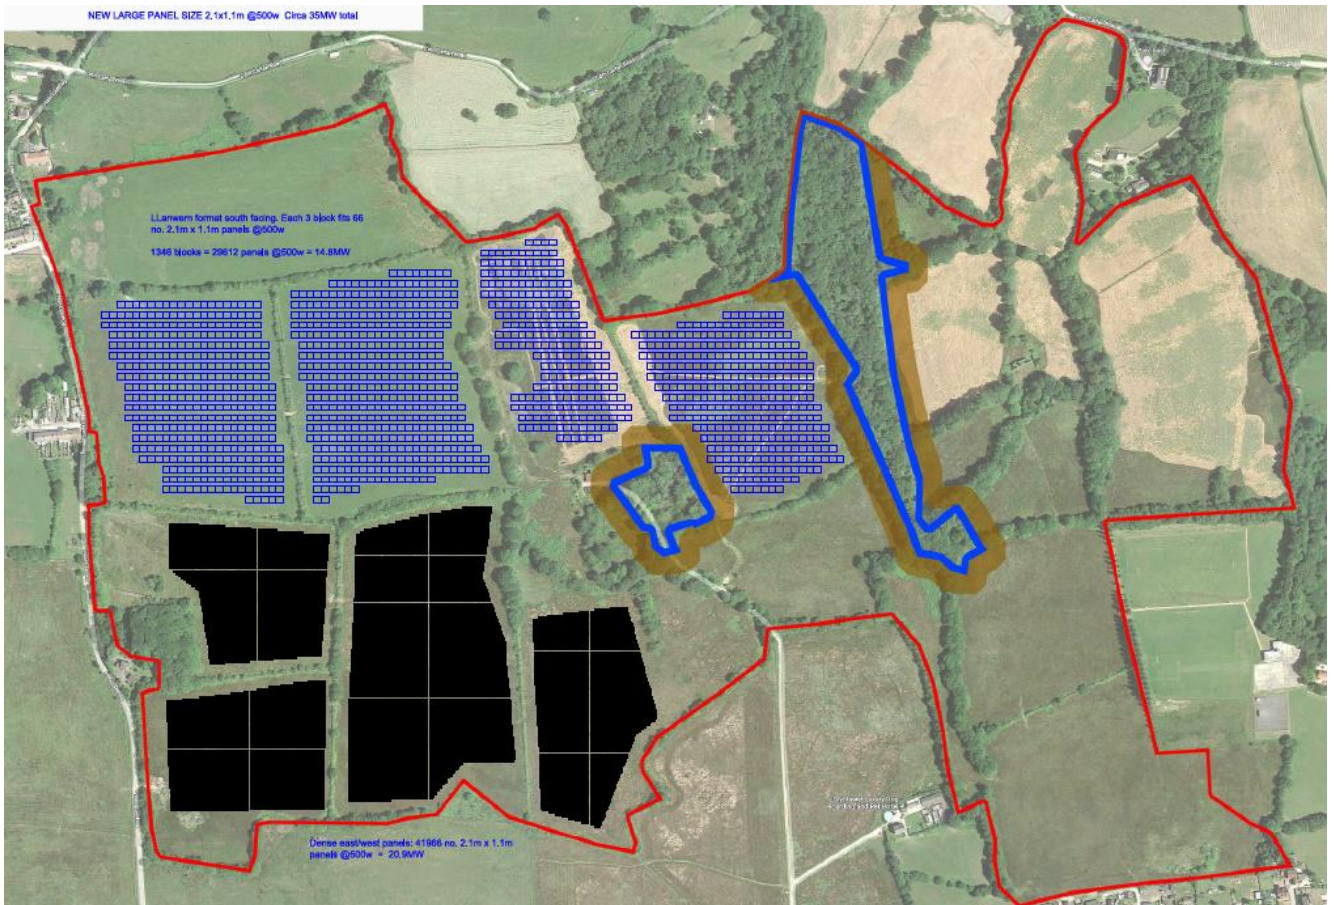 NEW LARGE PANEL SIZE 2.1x1.1m @500w Circa 35MW total
LLanwern format south facing. Each 3 block fits 66
no. 2.1m x 1.1m panels @500w
1346 blocks = 29612 panels @500w = 14.8MW
Dense east/west panels: 41986 no. 2.1m x 1.1m
panels @500w = 20.9MW